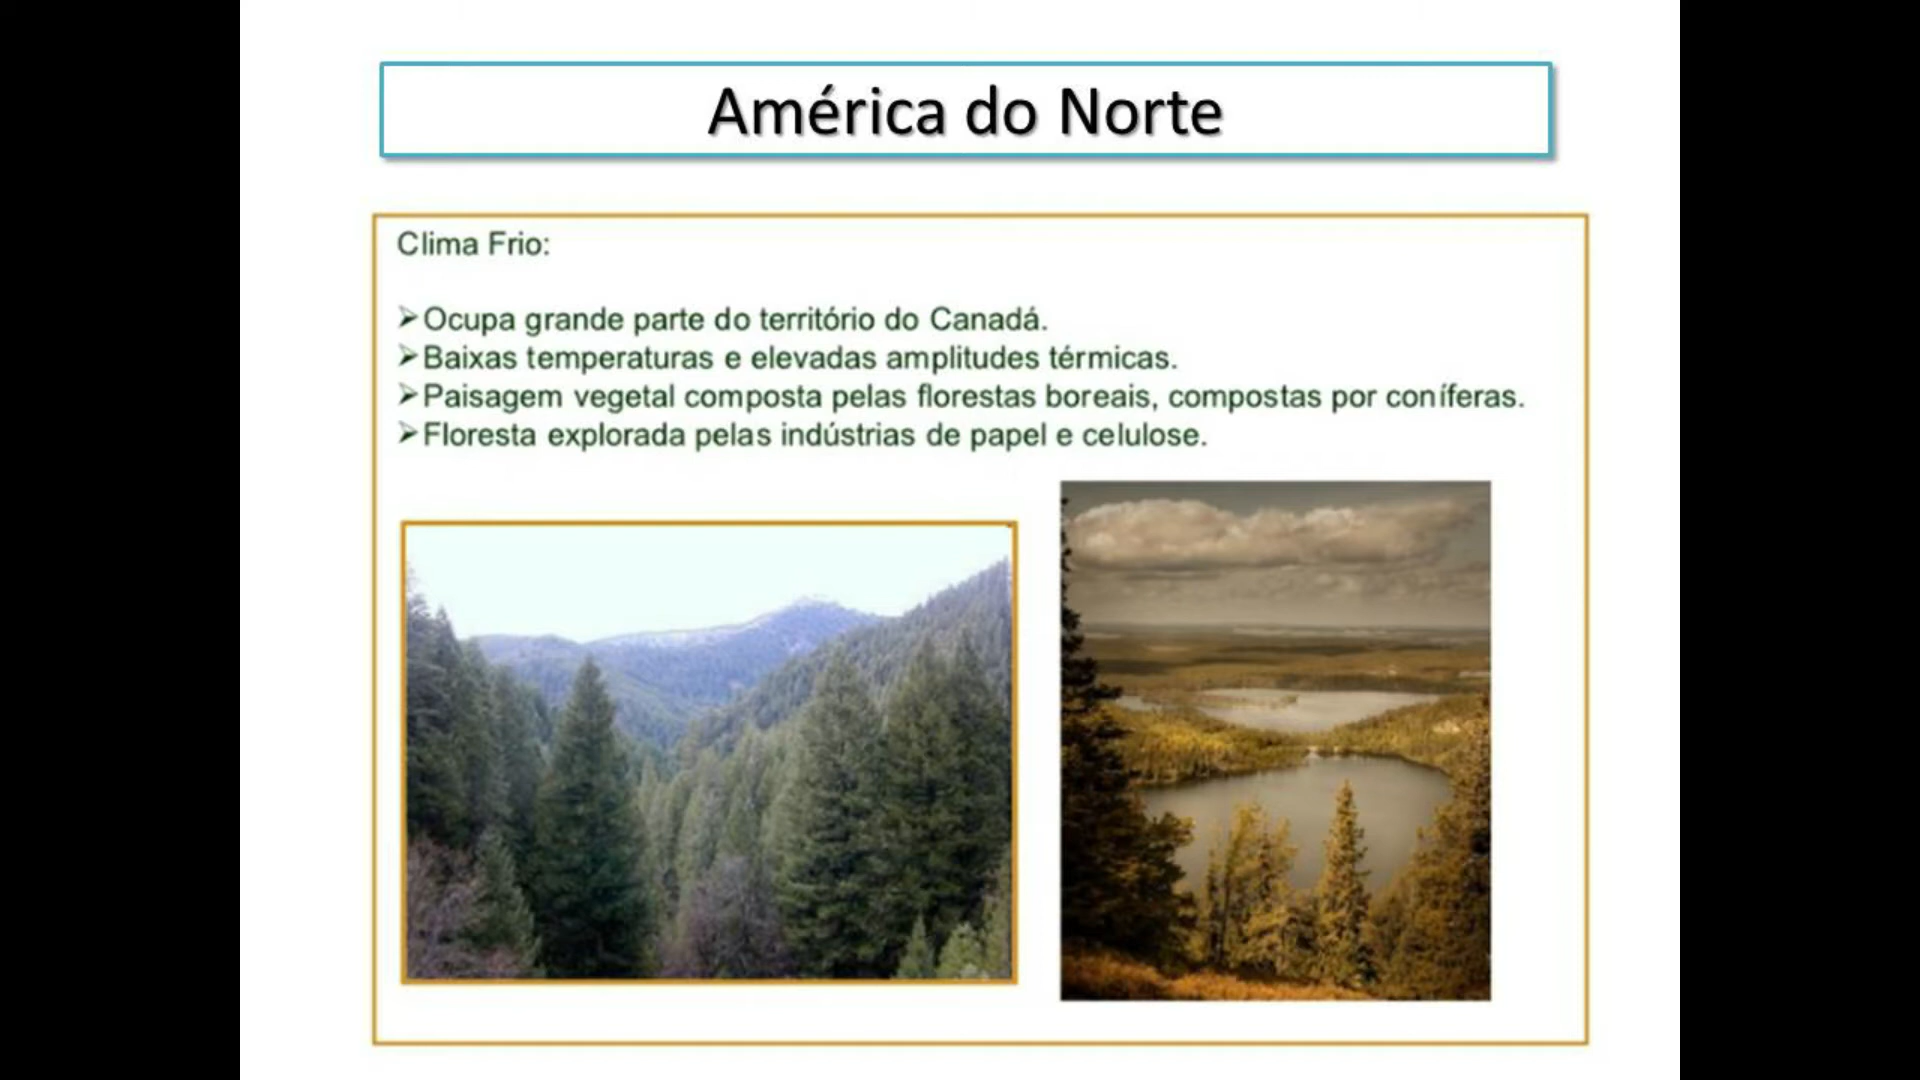 América do Norte
Clima Frio:
➢Ocupa grande parte do território do Canadá.
➢Baixas temperaturas e elevadas amplitudes térmicas.
➢Paisagem vegetal composta pelas florestas boreais, compostas por coníferas.
➢Floresta explorada pelas indústrias de papel e celulose.